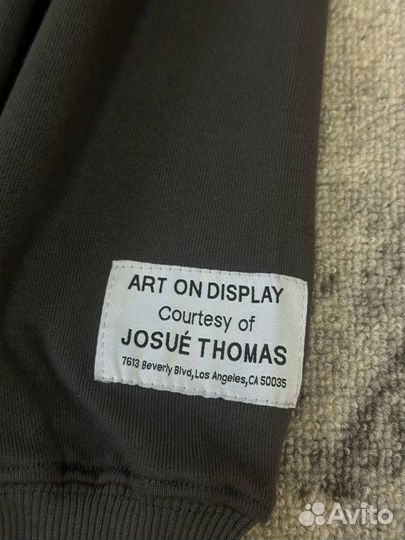 ART ON DISPLAY
Courtesy of
JOSUÉ THOMAS
7613 Beverly Blvd, Los Angeles, CA 50035
Avito